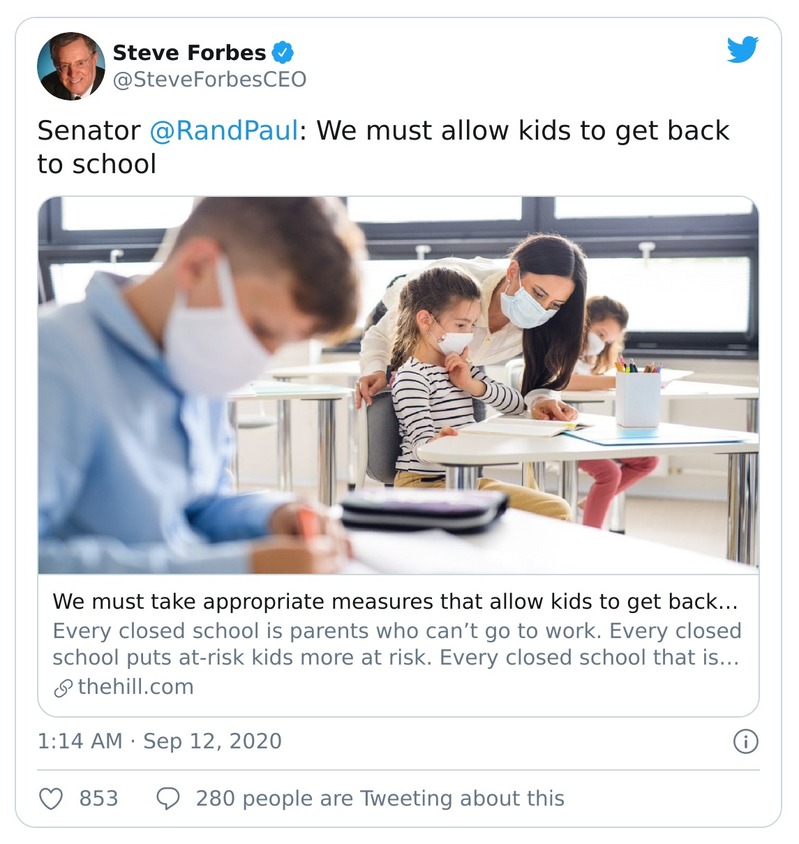 Steve Forbes
@SteveForbesCEO
Senator @RandPaul: We must allow kids to get back
to school
We must take appropriate measures that allow kids to get back…
Every closed school is parents who can’t go to work. Every closed
school puts at-risk kids more at risk. Every closed school that is…
thehill.com
1:14 AM · Sep 12, 2020
853
280 people are Tweeting about this